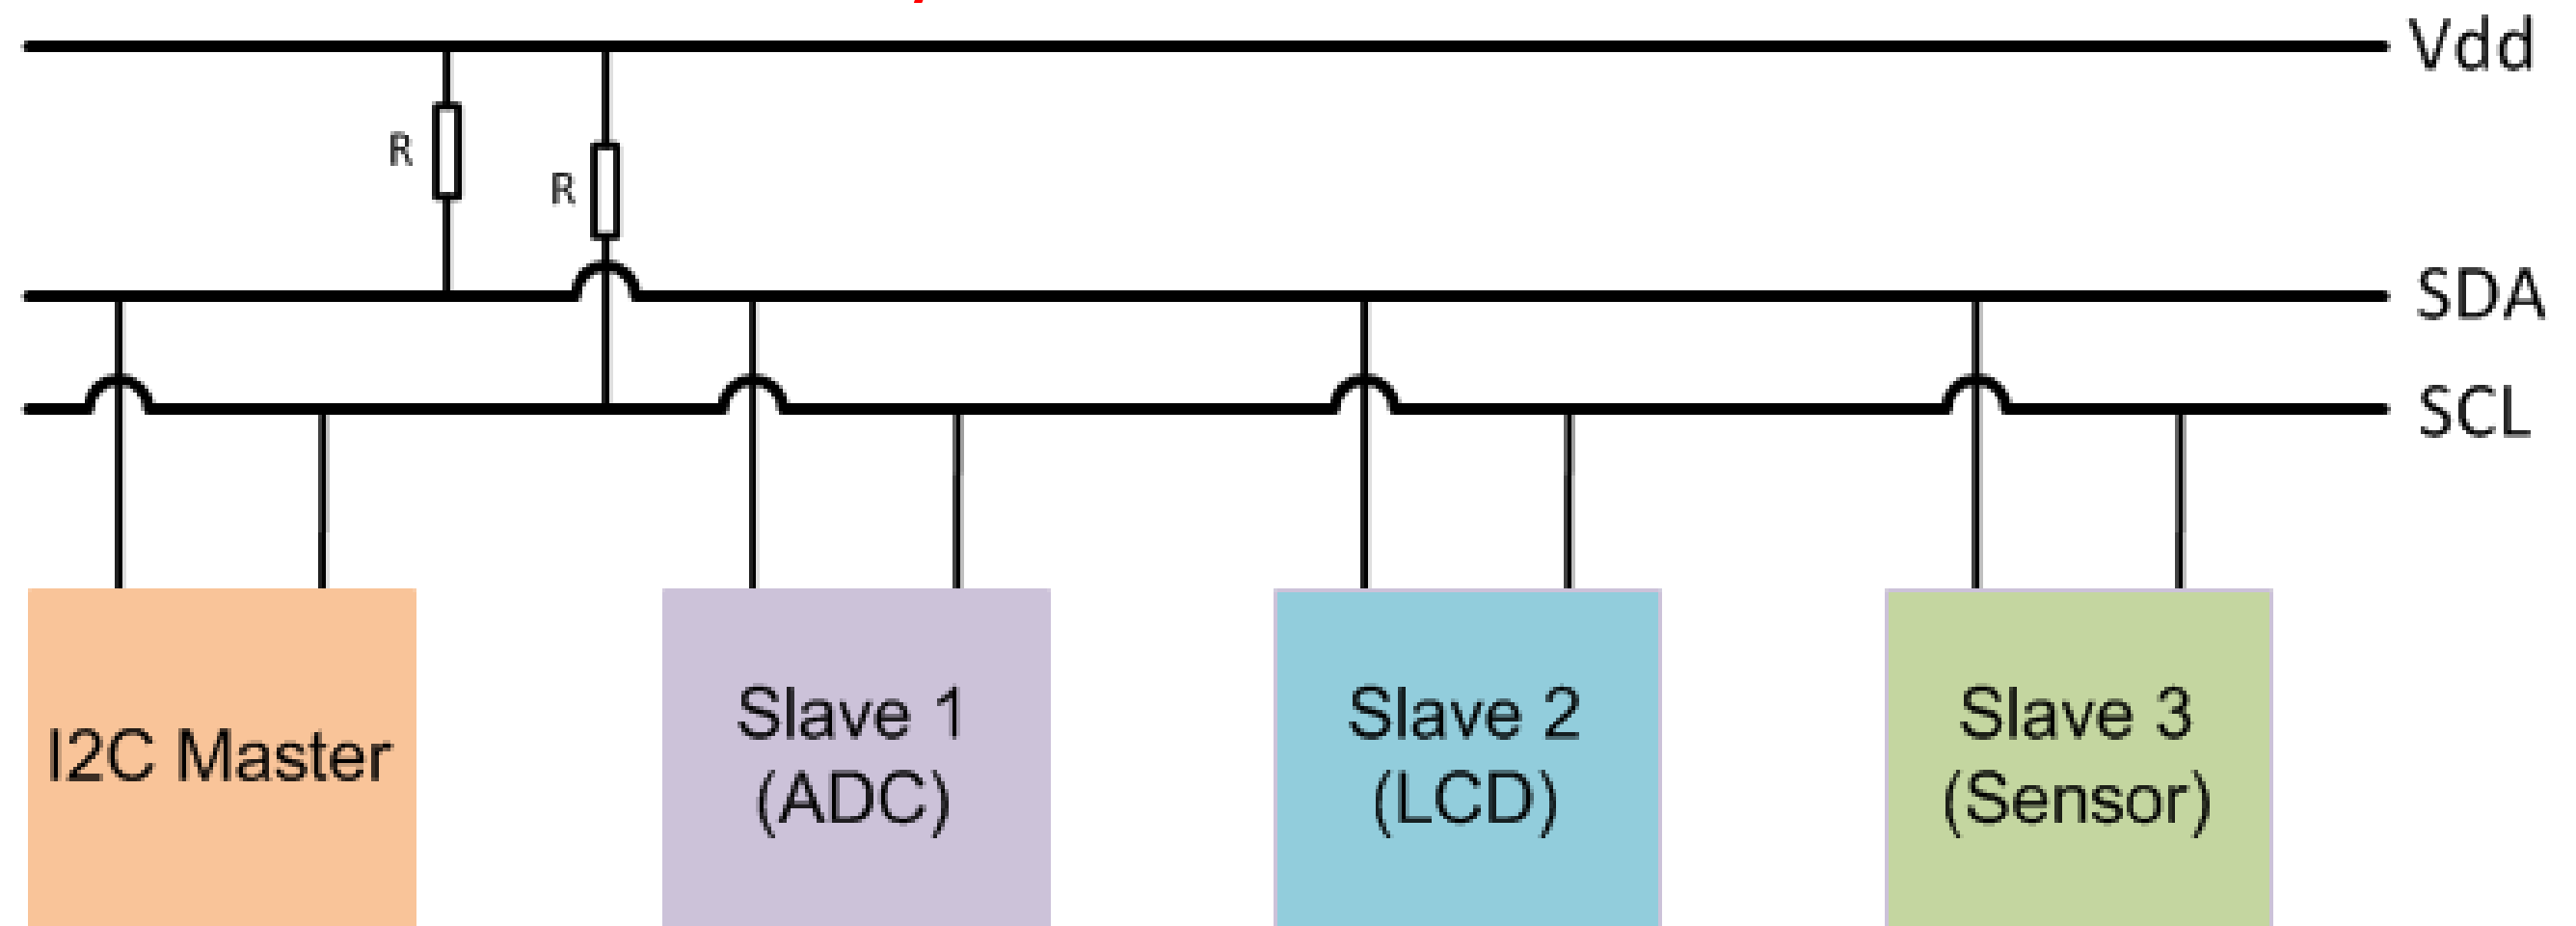 Vdd
R
R
SDA
SCL
I2C Master
Slave 1
(ADC)
Slave 2
(LCD)
Slave 3
(Sensor)